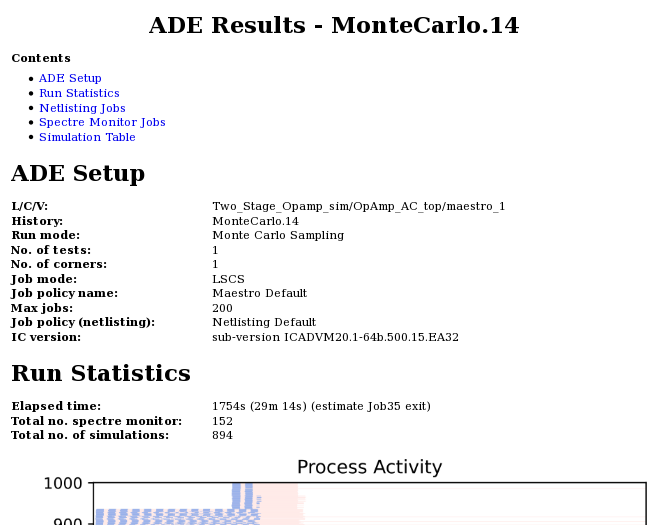 ADE Results - MonteCarlo.14
Contents
ADE Setup
Run Statistics
Netlisting Jobs
Spectre Monitor Jobs
Simulation Table
ADE Setup
L/C/V: Two_Stage_Opamp_sim/OpAmp_AC_top/maestro_1
History: MonteCarlo.14
Run mode: Monte Carlo Sampling
No. of tests: 1
No. of corners: 1
Job mode: LSCS
Job policy name: Maestro Default
Max jobs: 200
Job policy (netlisting): Netlisting Default
IC version: sub-version ICADVM20.1-64b.500.15.EA32
Run Statistics
Elapsed time: 1754s (29m 14s) (estimate Job35 exit)
Total no. spectre monitor: 152
Total no. of simulations: 894
Process Activity
1000
900